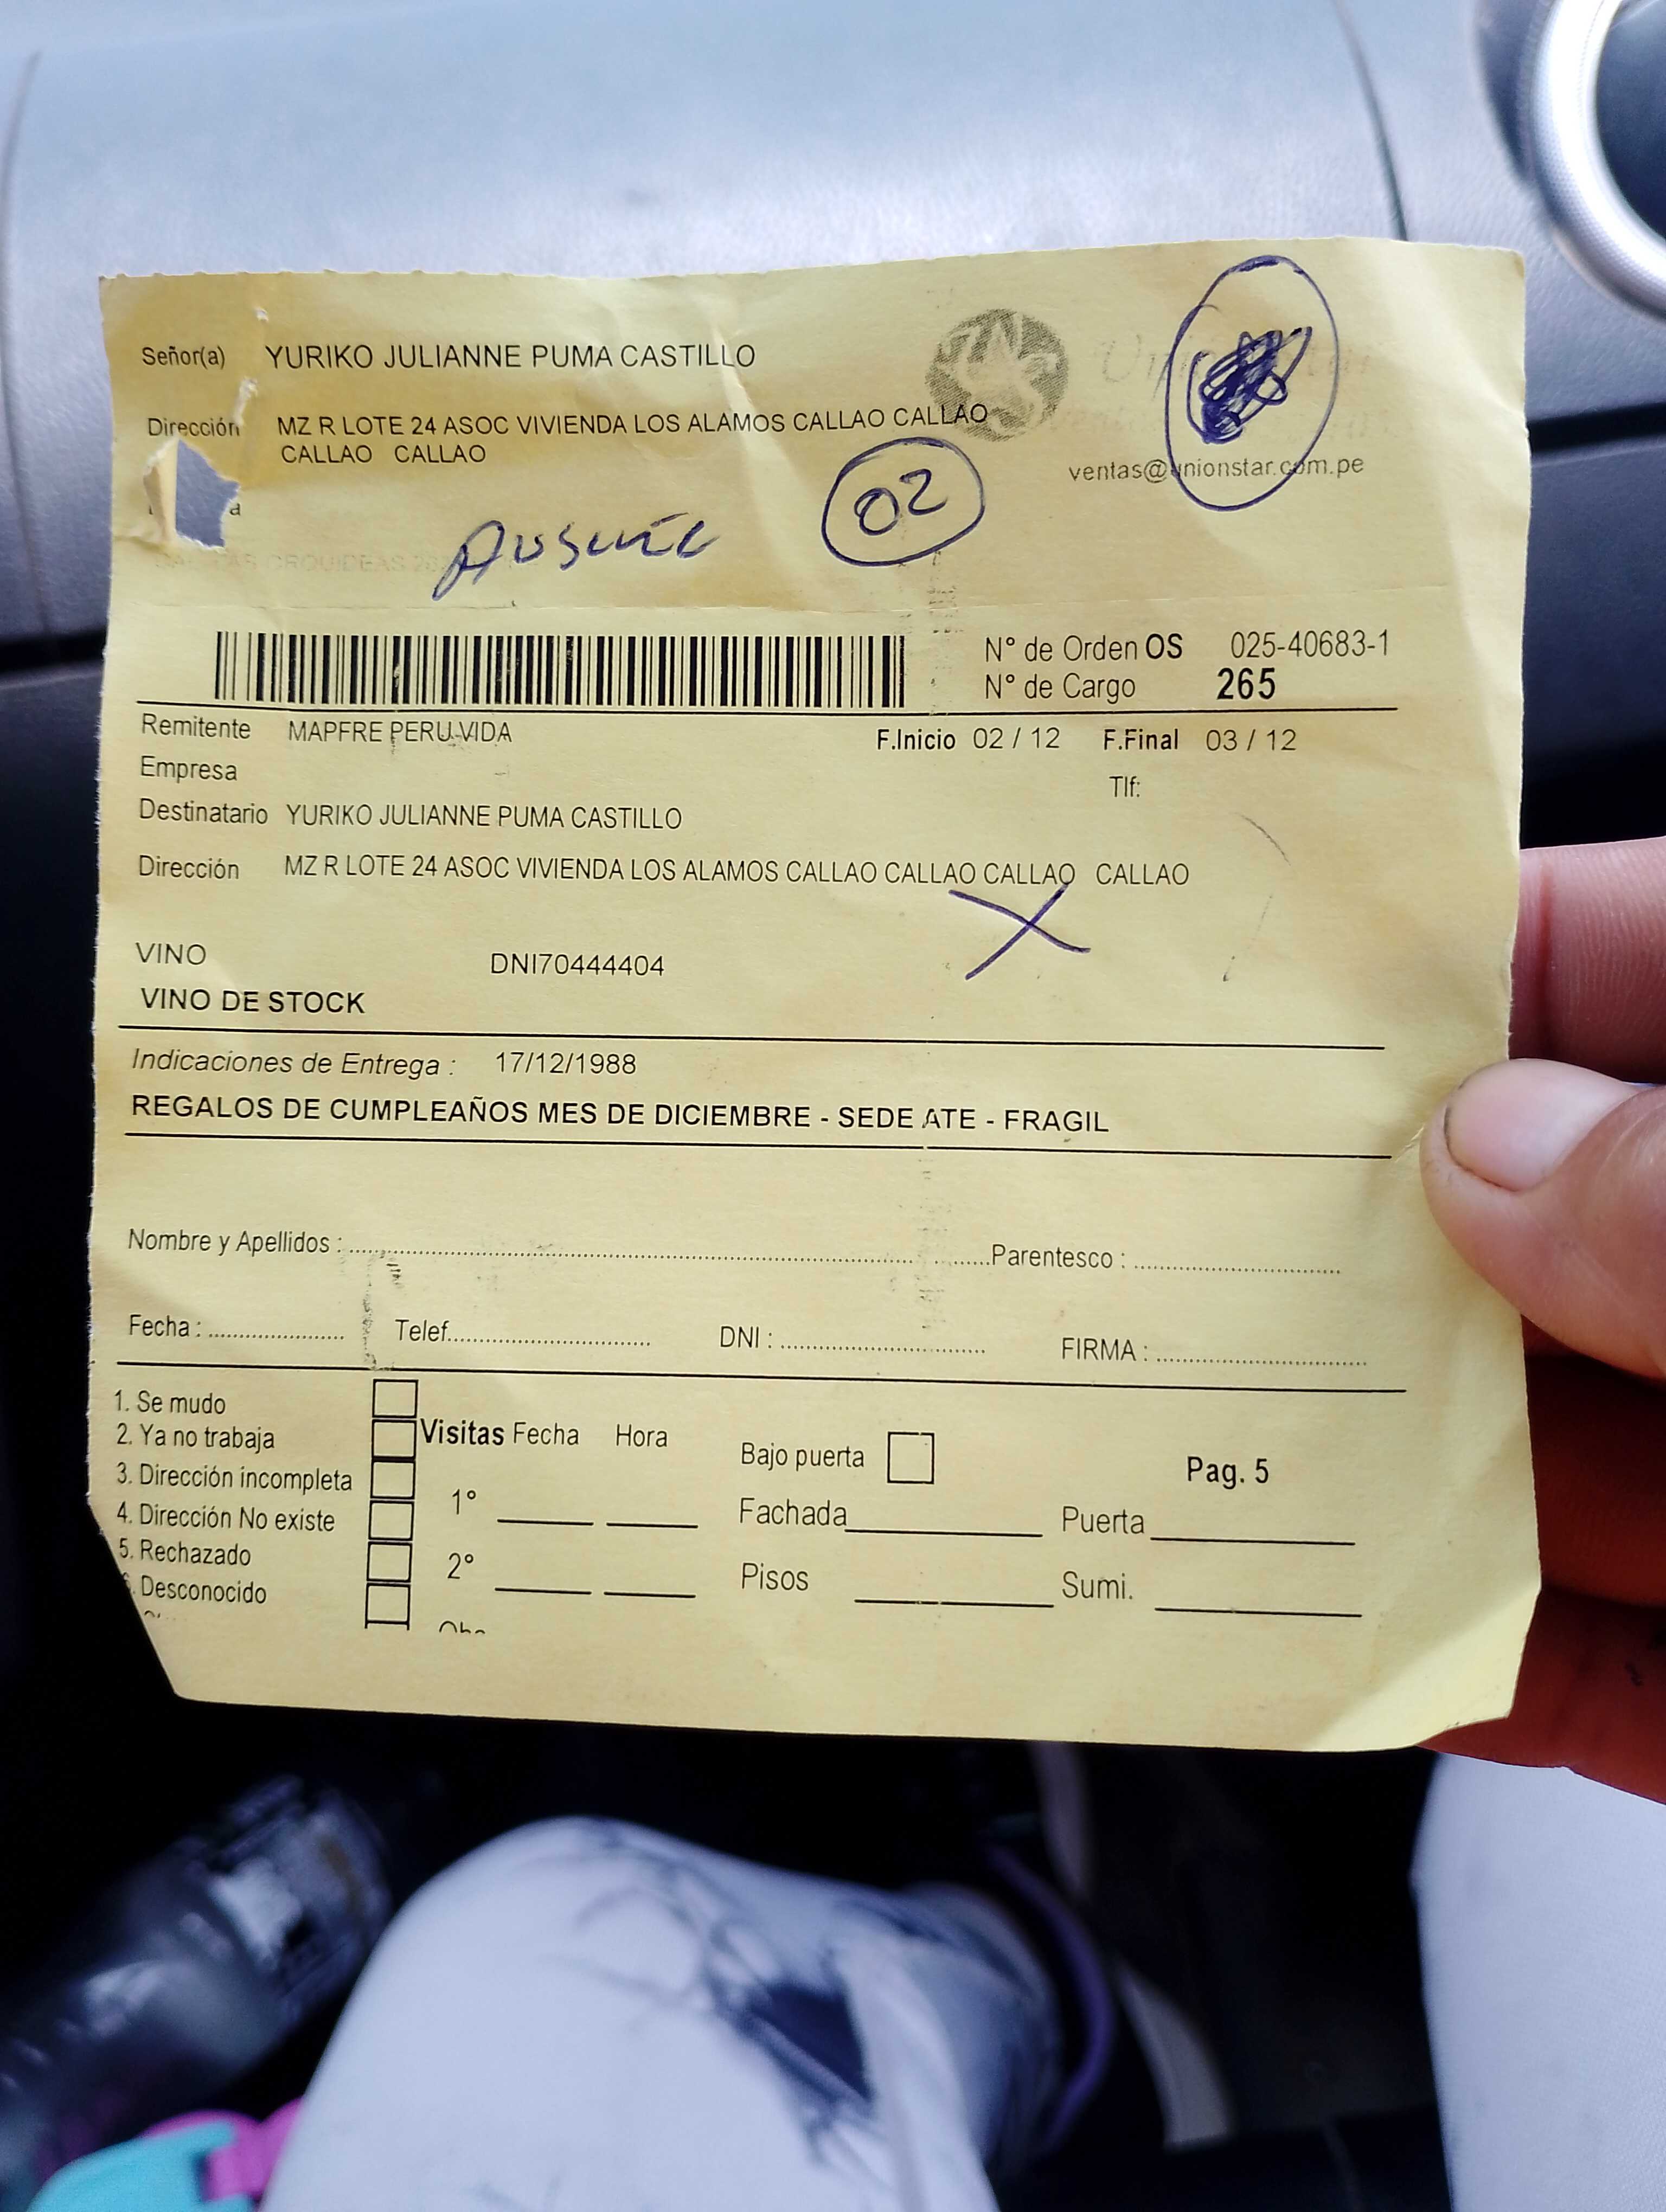 Señor(a) YURIKO JULIANNE PUMA CASTILLO
Dirección MZ R LOTE 24 ASOC VIVIENDA LOS ALAMOS CALLAO CALLAO
CALLAO CALLAO
ventas@unionstar.com.pe
a
Ausente 02
Nº de Orden OS 025-40683-1
Nº de Cargo 265
Remitente MAPFRE PERU VIDA F.Inicio 02 / 12 F.Final 03 / 12
Empresa Tlf:
Destinatario YURIKO JULIANNE PUMA CASTILLO
Dirección MZ R LOTE 24 ASOC VIVIENDA LOS ALAMOS CALLAO CALLAO CALLAO CALLAO
X
VINO DNI70444404
VINO DE STOCK
Indicaciones de Entrega : 17/12/1988
REGALOS DE CUMPLEAÑOS MES DE DICIEMBRE - SEDE ATE - FRAGIL
Nombre y Apellidos : Parentesco :
Fecha : Telef. DNI : FIRMA :
1. Se mudo
2. Ya no trabaja Visitas Fecha Hora Bajo puerta Pag. 5
3. Dirección incompleta
4. Dirección No existe 1º Fachada Puerta
5. Rechazado
Desconocido 2º Pisos Sumi.